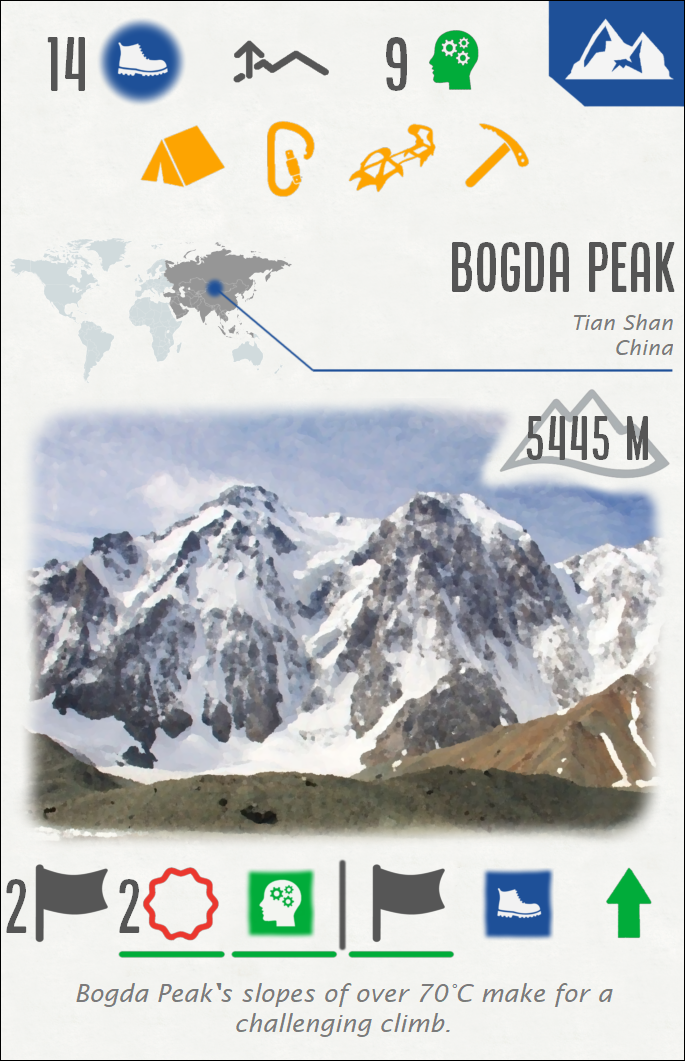 14
9
BOGDA PEAK
Tian Shan
China
5445 M
2 2
Bogda Peak's slopes of over 70°C make for a
challenging climb.